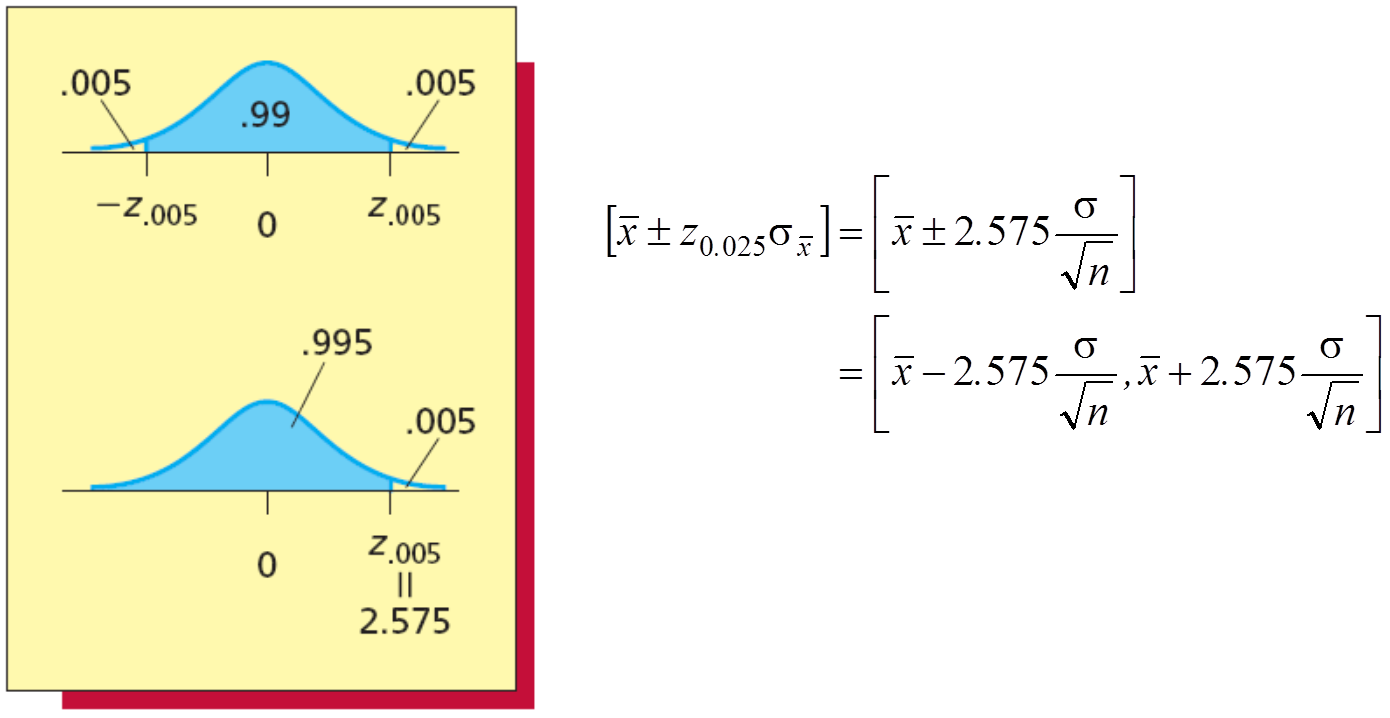 .005 .005
.99
−z.005 0 z.005
[x̄ ± z0.025σx̄] = [x̄ ± 2.575 σ/√n]
= [x̄ − 2.575 σ/√n, x̄ + 2.575 σ/√n]
.995
.005
0 z.005
=
2.575